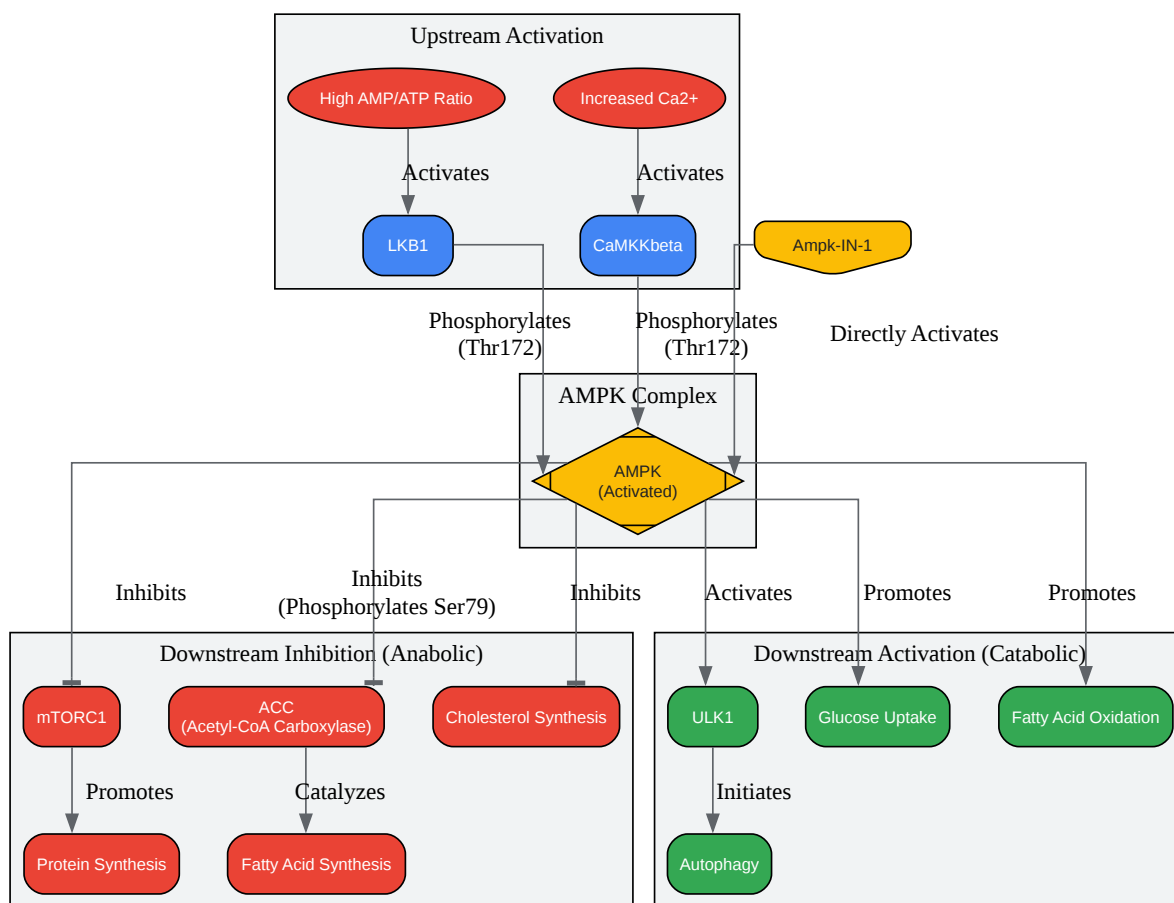 Upstream Activation
High AMP/ATP Ratio
Increased Ca2+
Activates
Activates
LKB1
CaMKKbeta
Ampk-IN-1
Phosphorylates
(Thr172)
Phosphorylates
(Thr172)
Directly Activates
AMPK Complex
AMPK
(Activated)
Inhibits
Inhibits
(Phosphorylates Ser79)
Inhibits
Activates
Promotes
Promotes
Downstream Inhibition (Anabolic)
Downstream Activation (Catabolic)
mTORC1
ACC
(Acetyl-CoA Carboxylase)
Cholesterol Synthesis
ULK1
Glucose Uptake
Fatty Acid Oxidation
Promotes
Catalyzes
Initiates
Protein Synthesis
Fatty Acid Synthesis
Autophagy